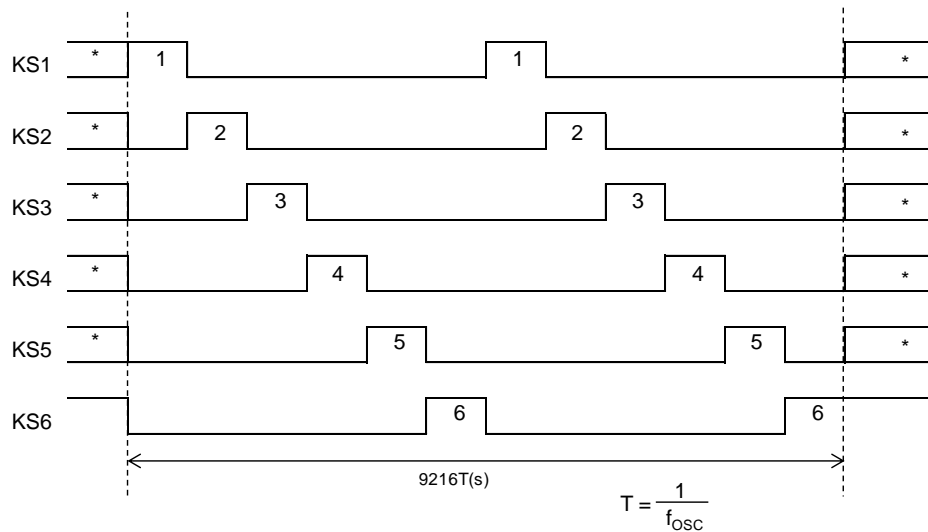 KS1 * 1 1 *
KS2 * 2 2 *
KS3 * 3 3 *
KS4 * 4 4 *
KS5 * 5 5 *
KS6 6 6
9216T(s)
T = 1 / fOSC